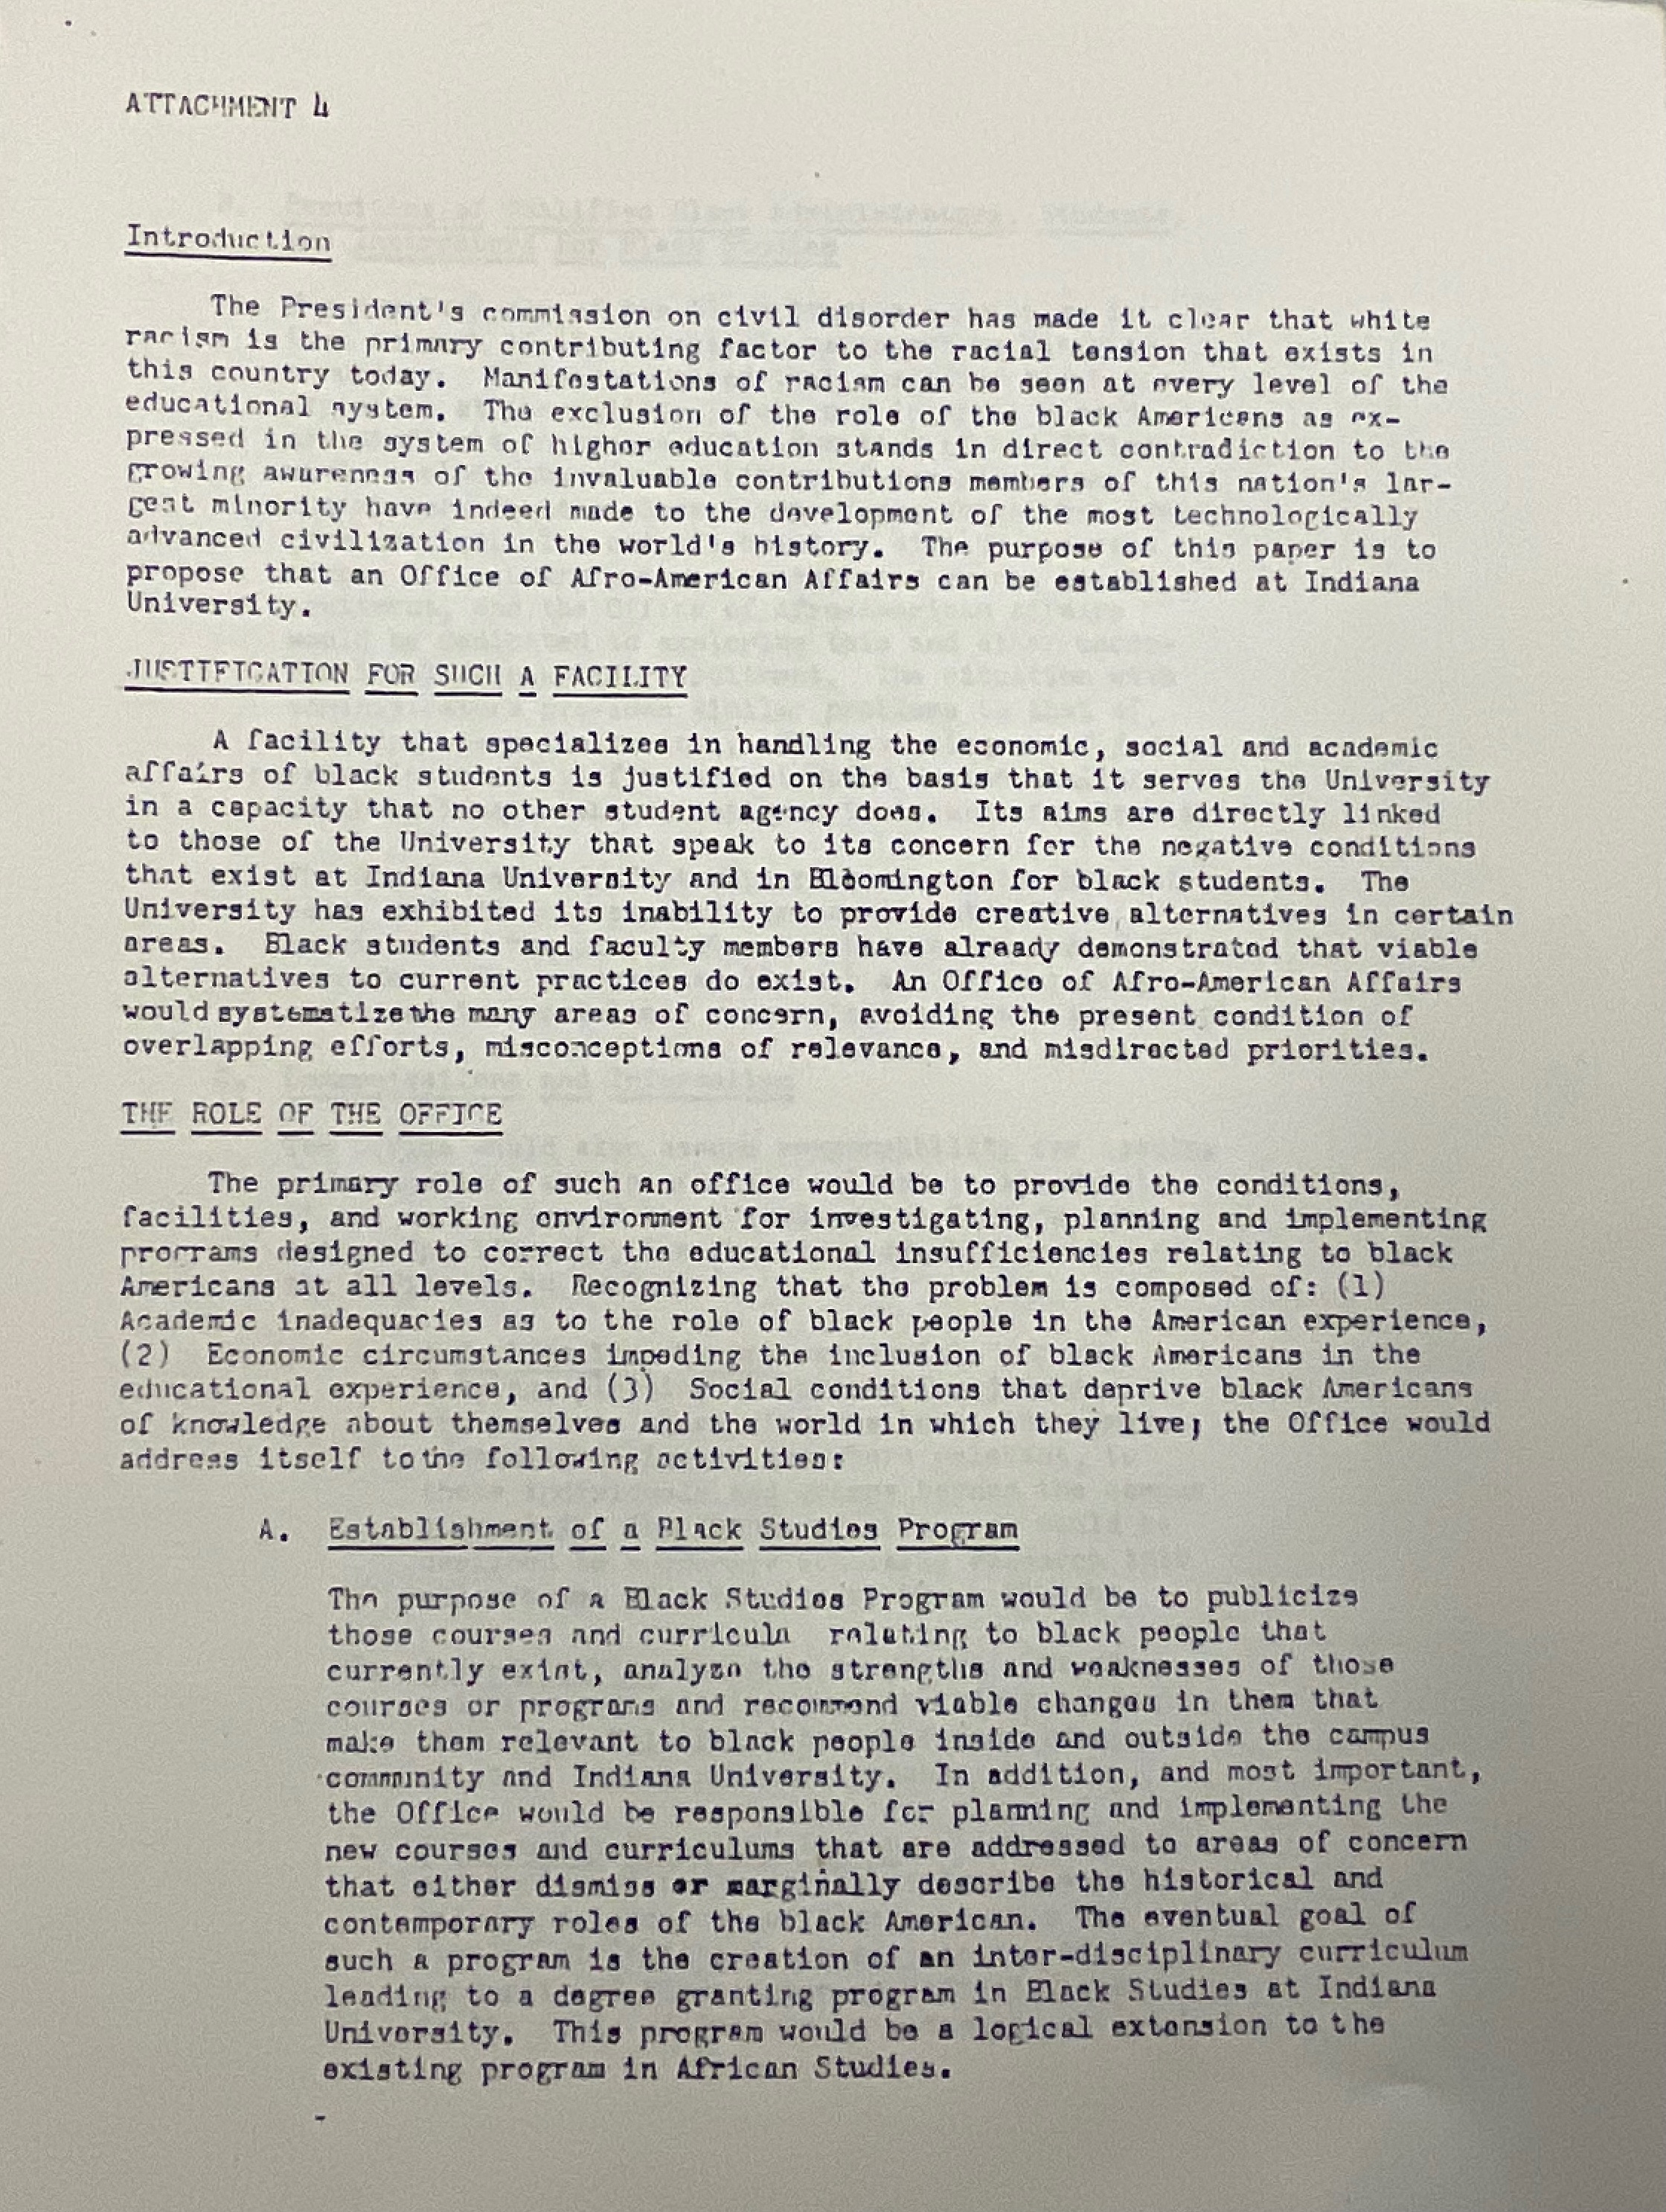 ATTACHMENT 4
Introduction
The President's commission on civil disorder has made it clear that white
racism is the primary contributing factor to the racial tension that exists in
this country today. Manifestations of racism can be seen at every level of the
educational system. The exclusion of the role of the black Americans as ex-
pressed in the system of higher education stands in direct contradiction to the
growing awareness of the invaluable contributions members of this nation's lar-
gest minority have indeed made to the development of the most technologically
advanced civilization in the world's history. The purpose of this paper is to
propose that an Office of Afro-American Affairs can be established at Indiana
University.
JUSTIFICATION FOR SUCH A FACILITY
A facility that specializes in handling the economic, social and academic
affairs of black students is justified on the basis that it serves the University
in a capacity that no other student agency does. Its aims are directly linked
to those of the University that speak to its concern for the negative conditions
that exist at Indiana University and in Bloomington for black students. The
University has exhibited its inability to provide creative alternatives in certain
areas. Black students and faculty members have already demonstrated that viable
alternatives to current practices do exist. An Office of Afro-American Affairs
would systematize the many areas of concern, avoiding the present condition of
overlapping efforts, misconceptions of relevance, and misdirected priorities.
THE ROLE OF THE OFFICE
The primary role of such an office would be to provide the conditions,
facilities, and working environment for investigating, planning and implementing
programs designed to correct the educational insufficiencies relating to black
Americans at all levels. Recognizing that the problem is composed of: (1)
Academic inadequacies as to the role of black people in the American experience,
(2) Economic circumstances impeding the inclusion of black Americans in the
educational experience, and (3) Social conditions that deprive black Americans
of knowledge about themselves and the world in which they live; the Office would
address itself to the following activities:
A. Establishment of a Black Studies Program
The purpose of a Black Studies Program would be to publicize
those courses and curricula relating to black people that
currently exist, analyze the strengths and weaknesses of those
courses or programs and recommend viable changes in them that
make them relevant to black people inside and outside the campus
community and Indiana University. In addition, and most important,
the Office would be responsible for planning and implementing the
new courses and curriculums that are addressed to areas of concern
that either dismiss or marginally describe the historical and
contemporary roles of the black American. The eventual goal of
such a program is the creation of an inter-disciplinary curriculum
leading to a degree granting program in Black Studies at Indiana
University. This program would be a logical extension to the
existing program in African Studies.